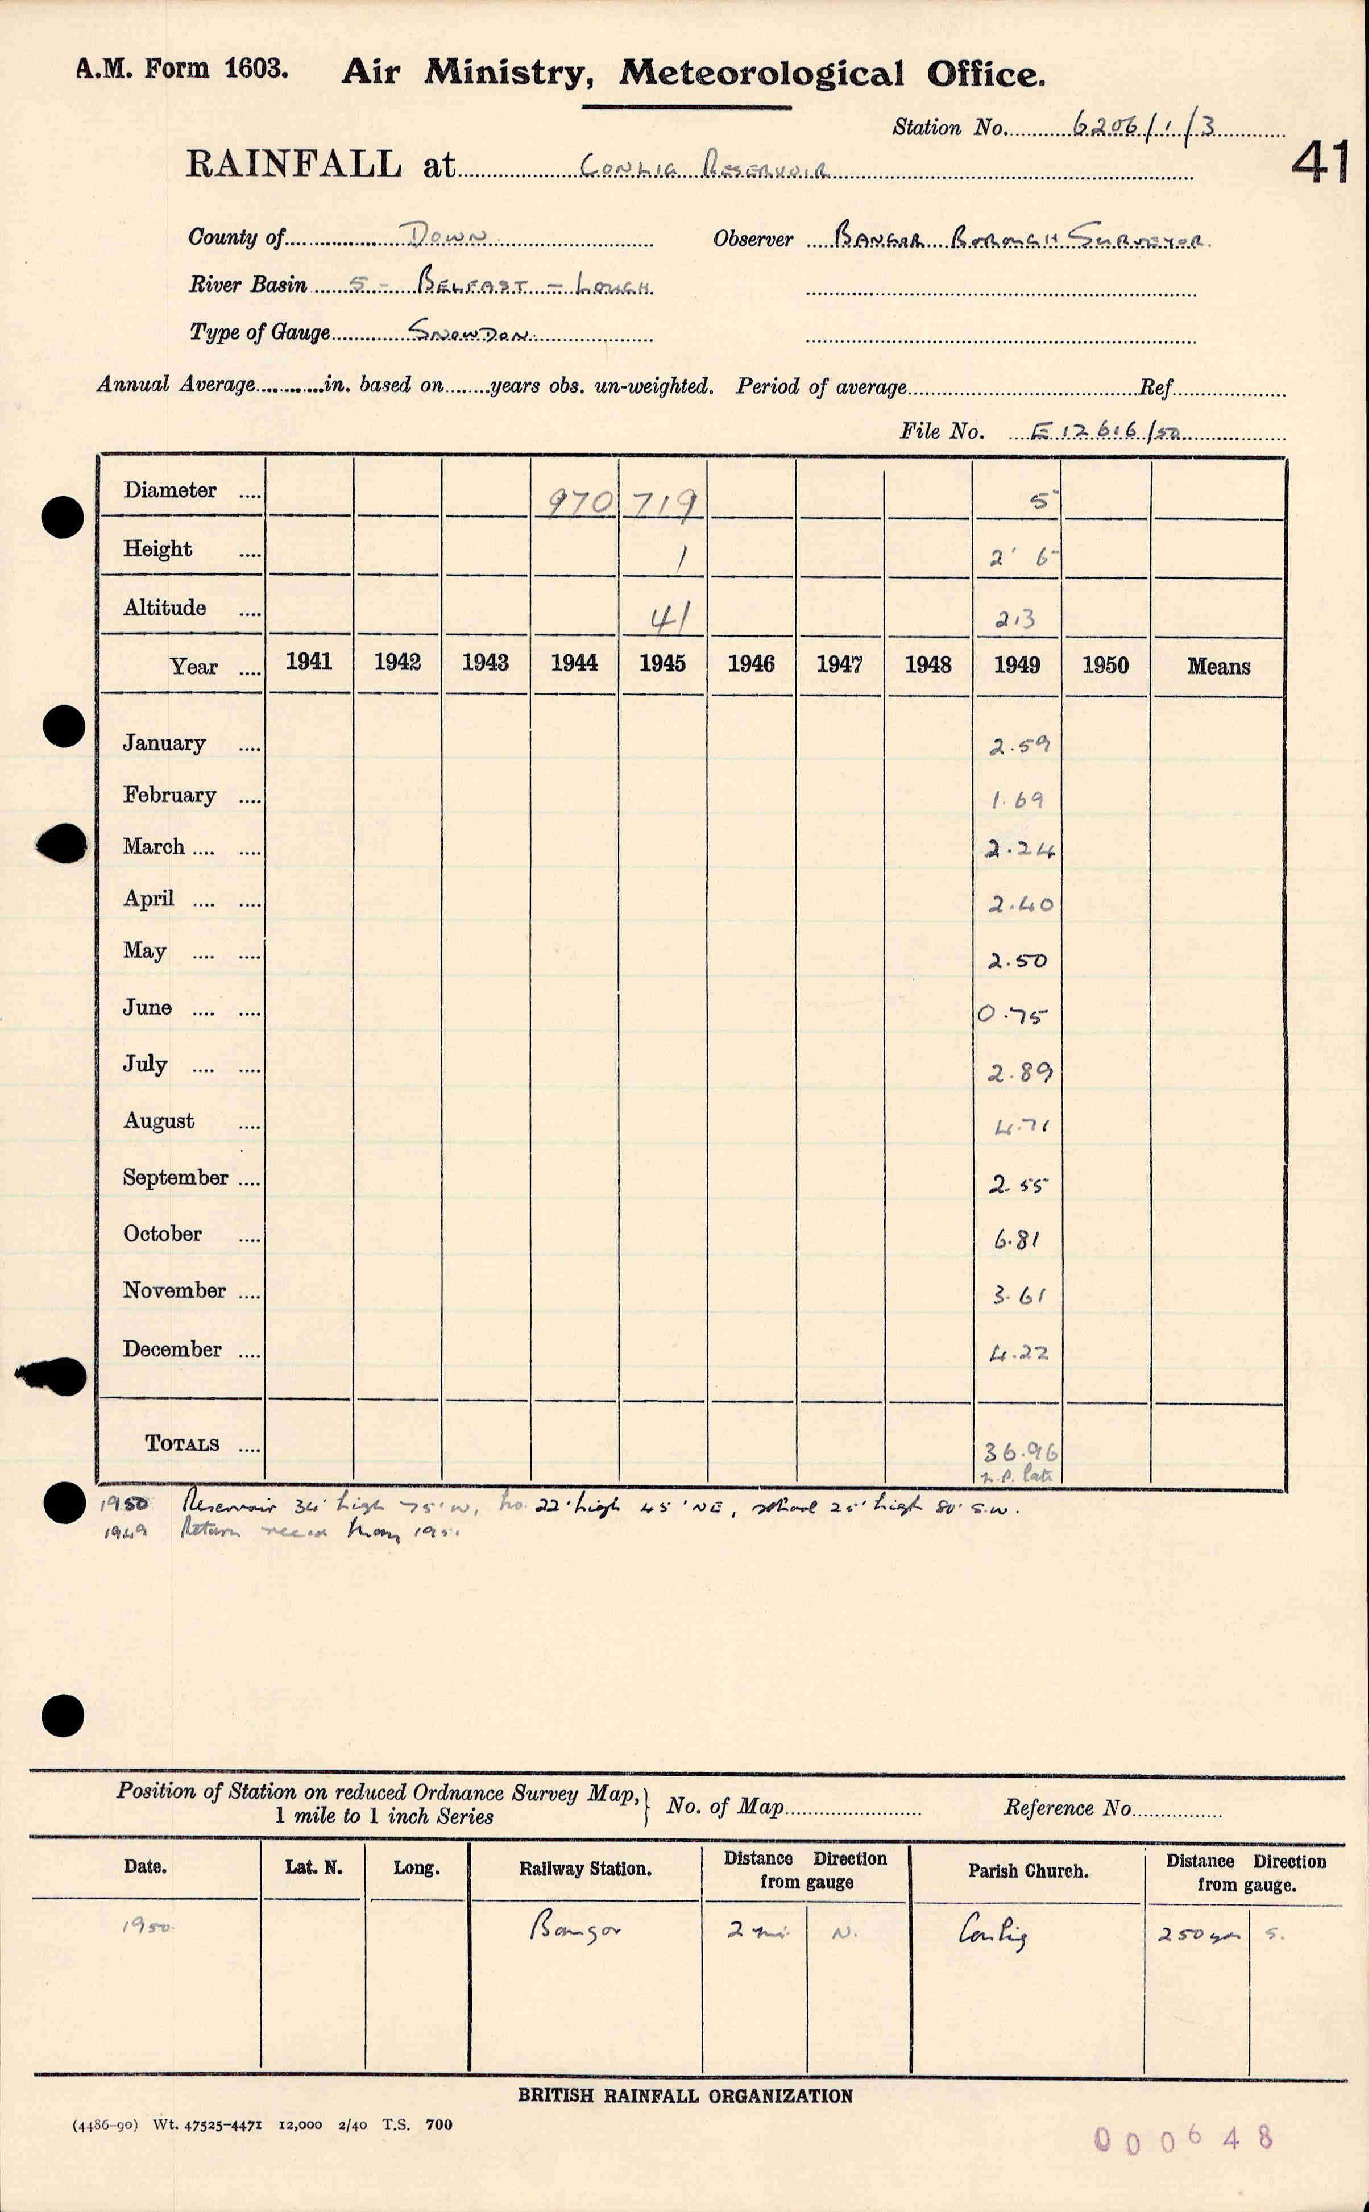 A.M. Form 1603. Air Ministry, Meteorological Office.
Station No. 6206/1/3
41
RAINFALL at CONLIG RESERVOIR
County of DOWN Observer BANGOR BOROUGH SURVEYOR
River Basin 5 - BELFAST - LOUGH
Type of Gauge SNOWDON
Annual Average in. based on years obs. un-weighted. Period of average Ref
File No. E 12616/50
Diameter 970 719 5
Height 1 2' 6
Altitude 41 213
Year 1941 1942 1943 1944 1945 1946 1947 1948 1949 1950 Means
January 2.59
February 1.69
March 2.24
April 2.40
May 2.50
June 0.75
July 2.89
August 4.71
September 2.55
October 6.81
November 3.61
December 4.22
TOTALS 36.96
n.p. late
1950 Reservoir 34' high 75' W, ho. 22' high 45' NE, school 25' high 80' S.W.
1949 Return May
Position of Station on reduced Ordnance Survey Map,} No. of Map Reference No.
1 mile to 1 inch Series
Date. Lat. N. Long. Railway Station. Distance Direction from gauge Parish Church. Distance Direction from gauge.
1950 Bangor 2 mi N. Conlig 250 yds S.
BRITISH RAINFALL ORGANIZATION
(4486-90) Wt. 47525-4471 12,000 2/40 T.S. 700
000648